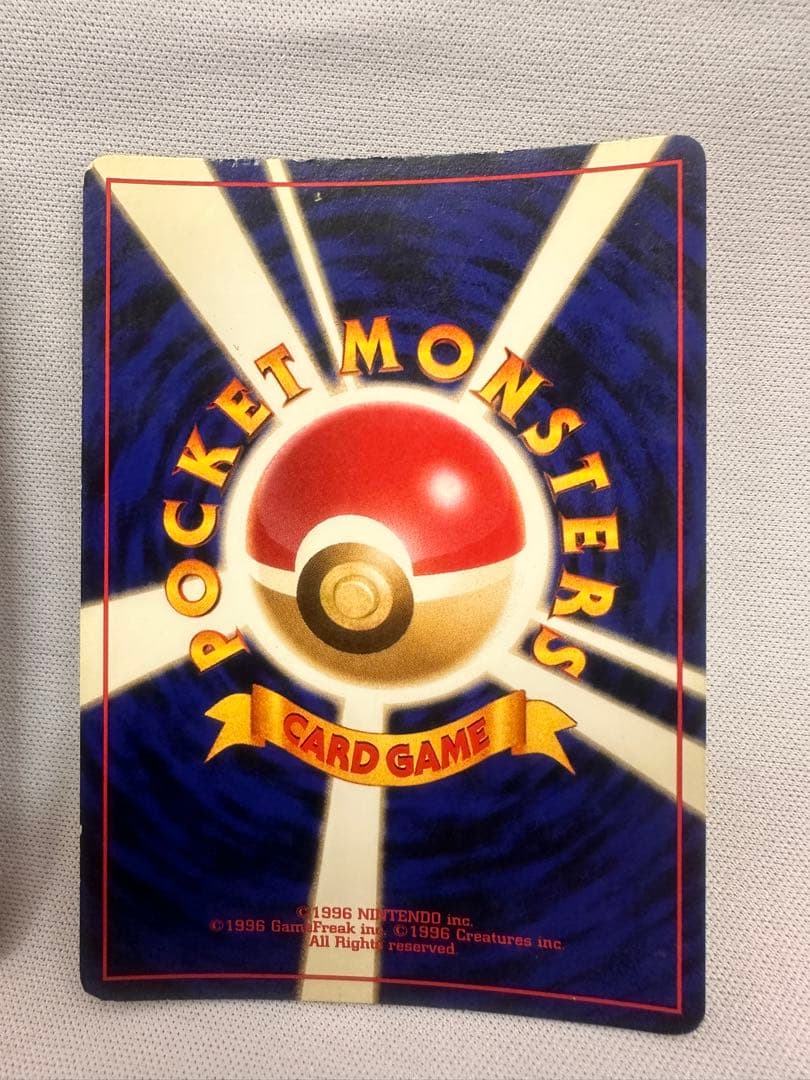 POCKET MONSTERS
CARD GAME
©1996 NINTENDO inc.
©1996 GameFreak inc. ©1996 Creatures inc.
All Rights reserved.